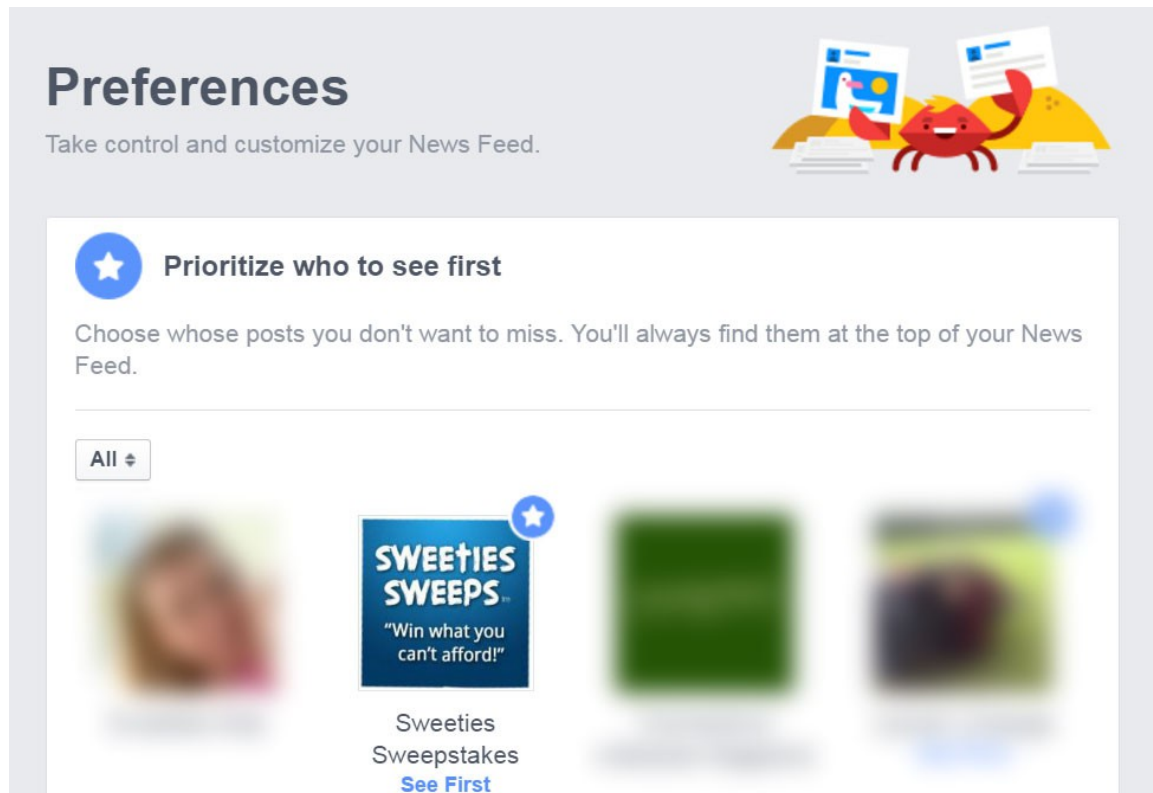 Preferences
Take control and customize your News Feed.
Prioritize who to see first
Choose whose posts you don't want to miss. You'll always find them at the top of your News
Feed.
All
SWEETIES
SWEEPS
"Win what you
can't afford!"
Sweeties
Sweepstakes
See First